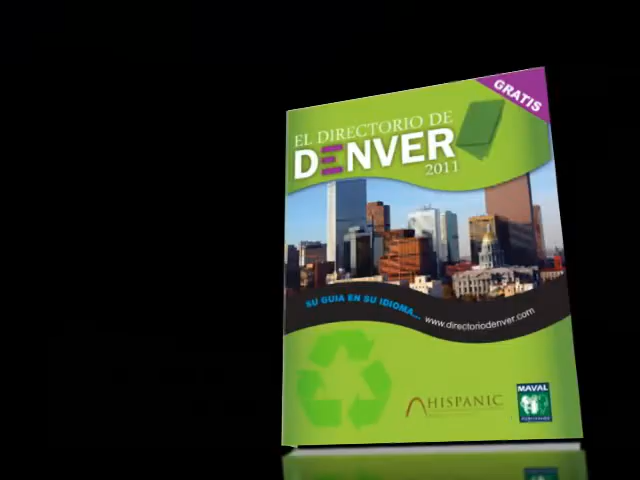 GRATIS
EL DIRECTORIO DE
DENVER
2011
SU GUIA EN SU IDIOMA...
www.directoriodenver.com
HISPANIC
MAVAL